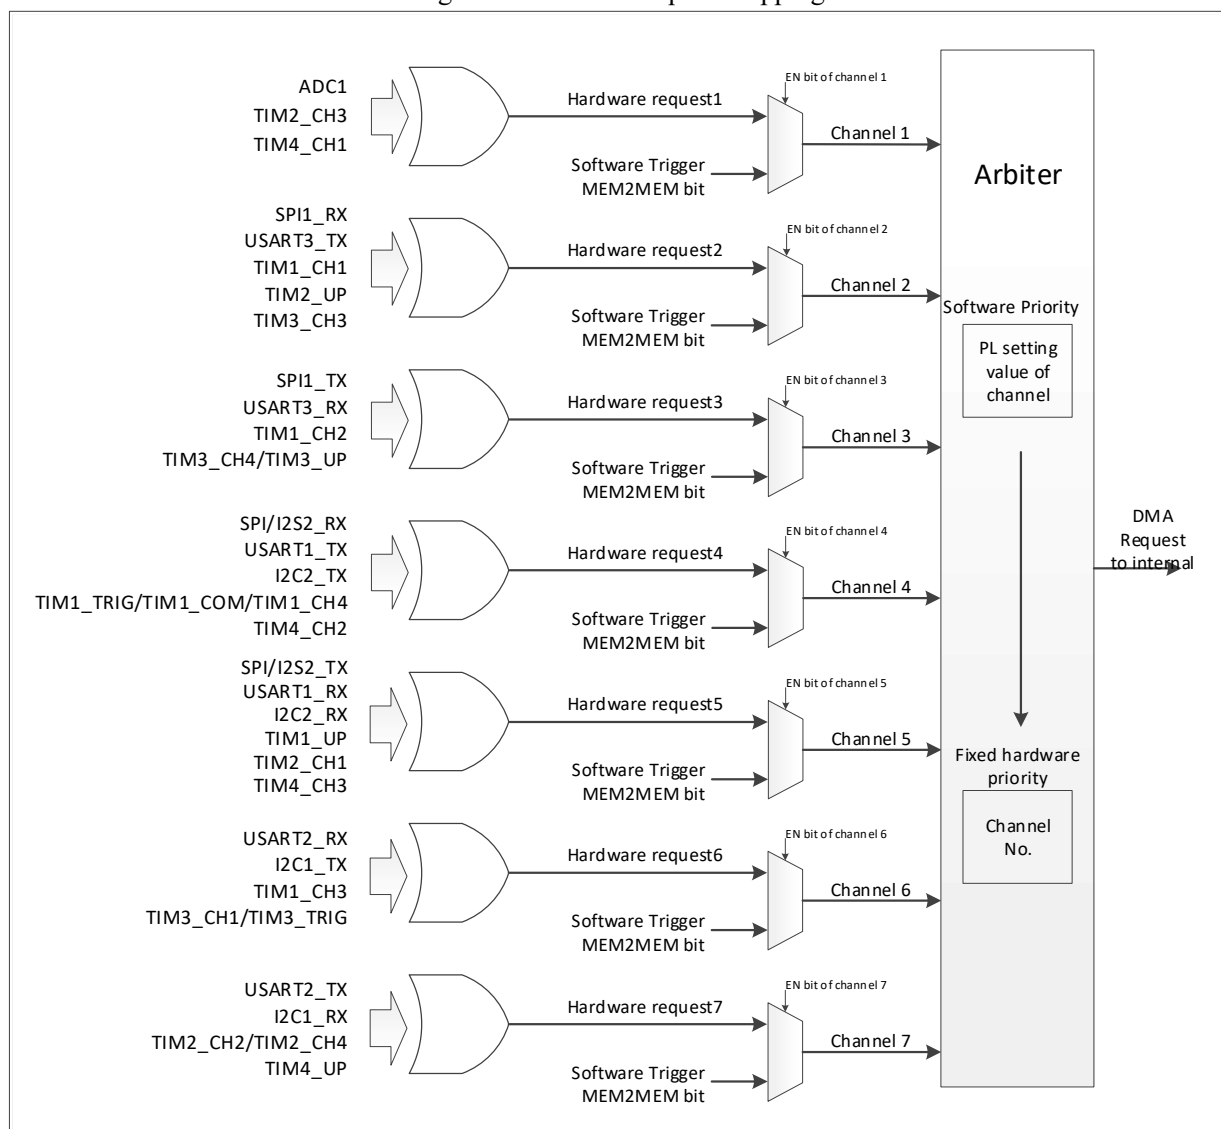 ADC1
TIM2_CH3
TIM4_CH1
Hardware request1
Software Trigger
MEM2MEM bit
EN bit of channel 1
Channel 1
SPI1_RX
USART3_TX
TIM1_CH1
TIM2_UP
TIM3_CH3
Hardware request2
Software Trigger
MEM2MEM bit
EN bit of channel 2
Channel 2
SPI1_TX
USART3_RX
TIM1_CH2
TIM3_CH4/TIM3_UP
Hardware request3
Software Trigger
MEM2MEM bit
EN bit of channel 3
Channel 3
SPI/I2S2_RX
USART1_TX
I2C2_TX
TIM1_TRIG/TIM1_COM/TIM1_CH4
TIM4_CH2
Hardware request4
Software Trigger
MEM2MEM bit
EN bit of channel 4
Channel 4
SPI/I2S2_TX
USART1_RX
I2C2_RX
TIM1_UP
TIM2_CH1
TIM4_CH3
Hardware request5
Software Trigger
MEM2MEM bit
EN bit of channel 5
Channel 5
USART2_RX
I2C1_TX
TIM1_CH3
TIM3_CH1/TIM3_TRIG
Hardware request6
Software Trigger
MEM2MEM bit
EN bit of channel 6
Channel 6
USART2_TX
I2C1_RX
TIM2_CH2/TIM2_CH4
TIM4_UP
Hardware request7
Software Trigger
MEM2MEM bit
EN bit of channel 7
Channel 7
Arbiter
Software Priority
PL setting
value of
channel
Fixed hardware
priority
Channel
No.
DMA
Request
to internal